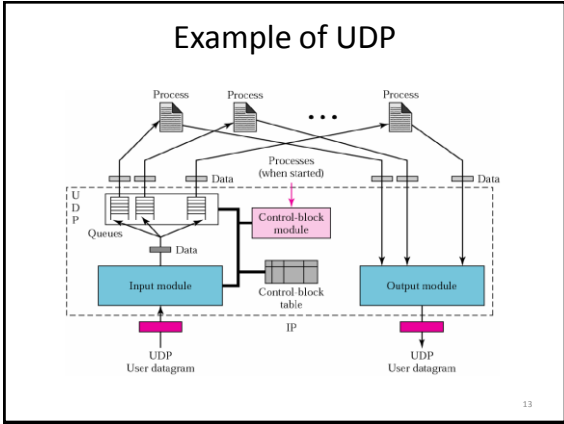 Example of UDP
Process
Process
Process
Processes
(when started)
Data
Data
U
D
P
Queues
Control-block
module
Data
Input module
Control-block
table
Output module
IP
UDP
User datagram
UDP
User datagram
13